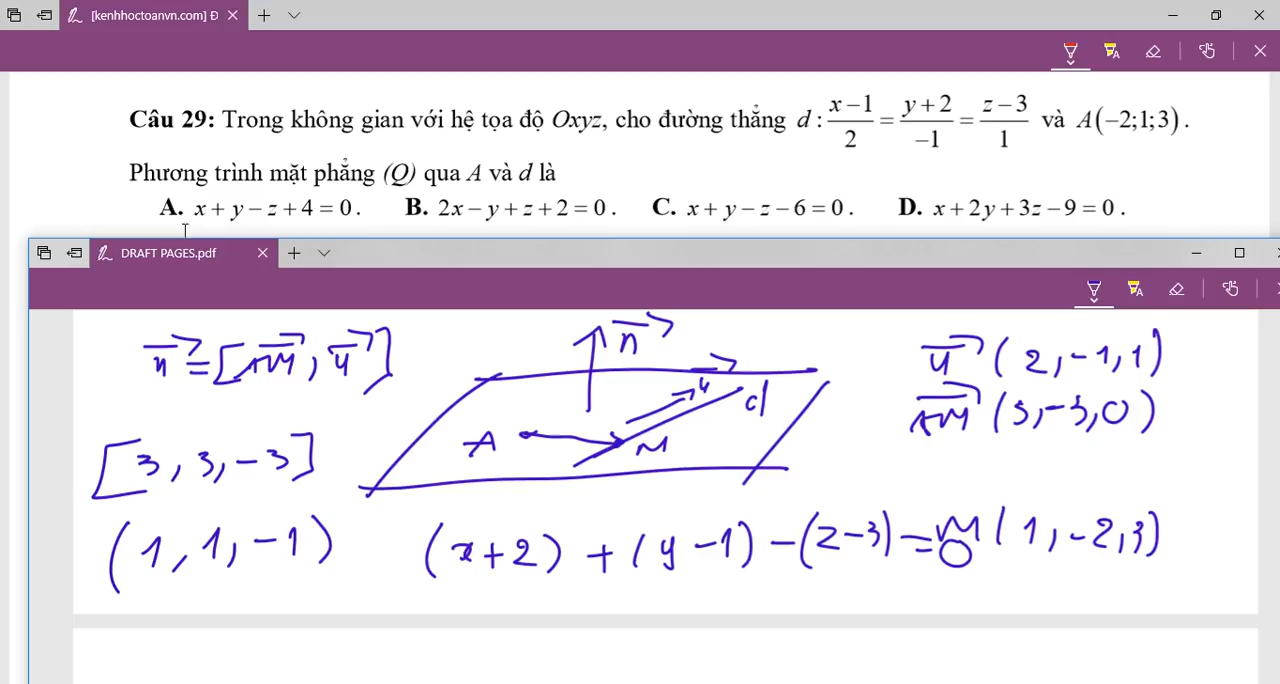 [kenhhoctoanvn.com] Đ
Câu 29: Trong không gian với hệ tọa độ Oxyz, cho đường thẳng d : (x−1)/2 = (y+2)/−1 = (z−3)/1 và A(−2;1;3).
Phương trình mặt phẳng (Q) qua A và d là
A. x + y − z + 4 = 0. B. 2x − y + z + 2 = 0. C. x + y − z − 6 = 0. D. x + 2y + 3z − 9 = 0.
DRAFT PAGES.pdf
n = [AM, u]
n
u
d
A
M
u (2, -1, 1)
AM (3, -3, 0)
[3, 3, -3]
(1, 1, -1)
(x+2) + (y-1) - (z-3) = 0
M (1, -2, 3)